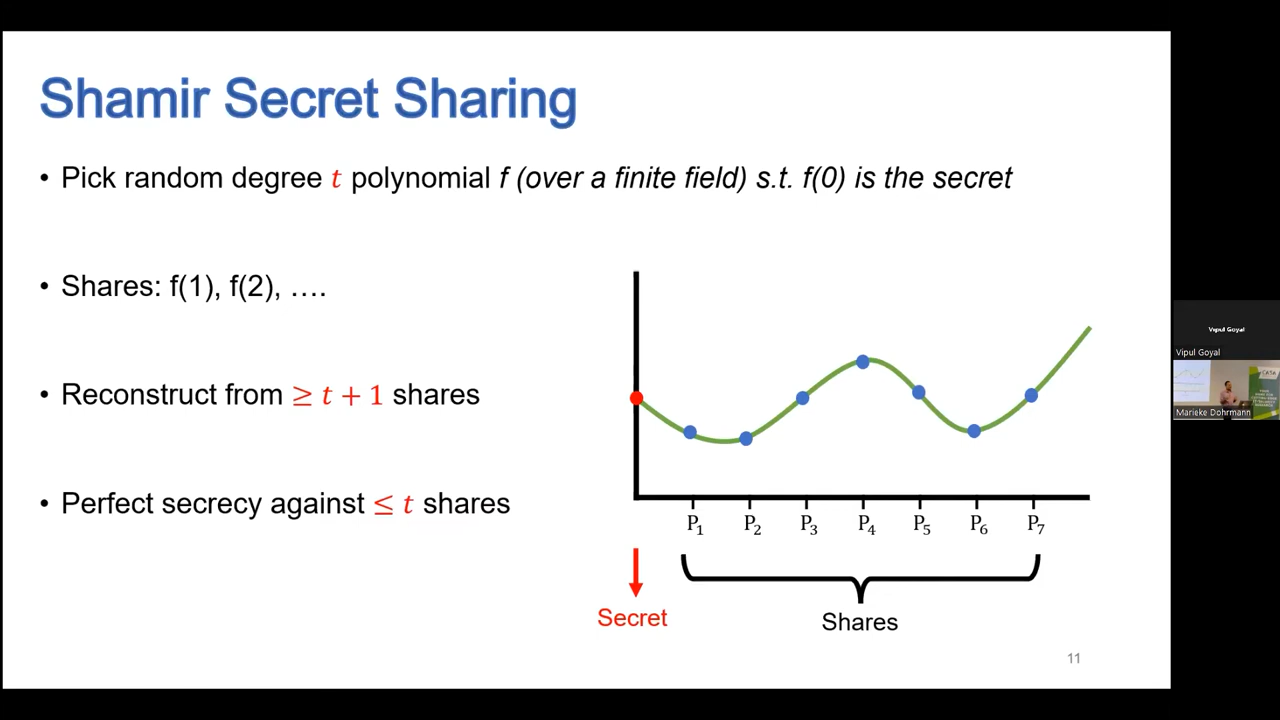 Shamir Secret Sharing
• Pick random degree t polynomial f (over a finite field) s.t. f(0) is the secret
• Shares: f(1), f(2), ….
• Reconstruct from ≥ t + 1 shares
• Perfect secrecy against ≤ t shares
P1 P2 P3 P4 P5 P6 P7
Secret
Shares
11
Vipul Goyal
Vipul Goyal
Marieke Dohrmann